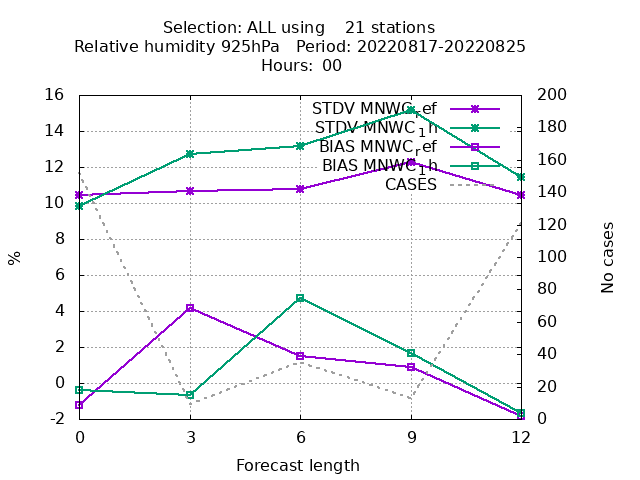 Selection: ALL using    21 stations
Relative humidity 925hPa   Period: 20220817-20220825
Hours: 00
16
14
12
10
8
6
4
2
0
-2
%
200
180
160
140
120
100
80
60
40
20
0
No cases
STDV MNWC_ref
STDV MNWC_1h
BIAS MNWC_ref
BIAS MNWC_1h
CASES
0 3 6 9 12
Forecast length